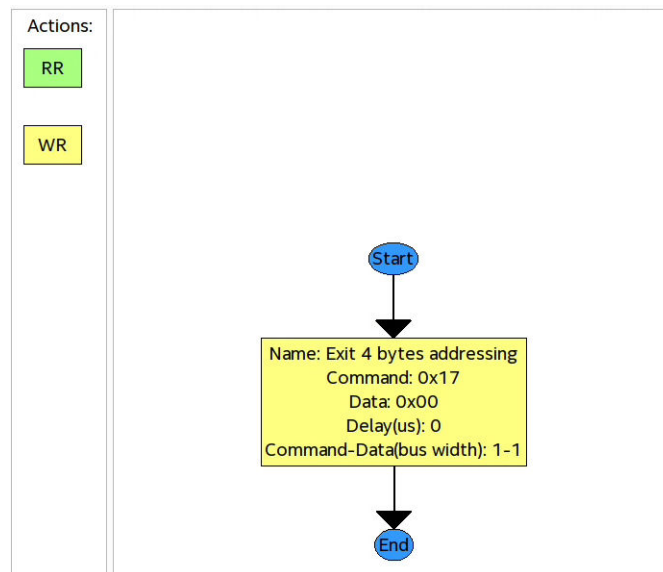 Actions:
RR
WR
Start
Name: Exit 4 bytes addressing
Command: 0x17
Data: 0x00
Delay(us): 0
Command-Data(bus width): 1-1
End